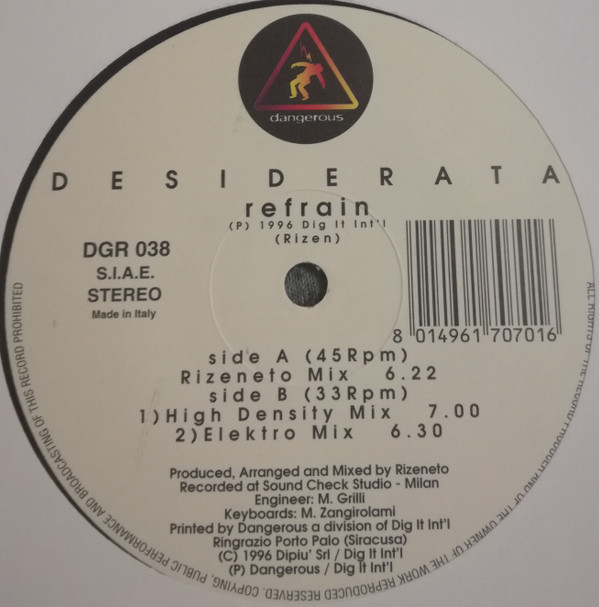 dangerous
DESIDERATA
refrain
(P) 1996 Dig It Int'l
(Rizen)
DGR 038
S.I.A.E.
STEREO
Made in Italy
8 014961 707016
side A (45Rpm)
Rizeneto Mix 6.22
side B (33Rpm)
1)High Density Mix 7.00
2)Elektro Mix 6.30
Produced, Arranged and Mixed by Rizeneto
Recorded at Sound Check Studio - Milan
Engineer: M. Grilli
Keyboards: M. Zangirolami
Printed by Dangerous a division of Dig It Int'l
Ringrazio Porto Palo (Siracusa)
(C) 1996 Dipiu' Srl / Dig It Int'l
(P) Dangerous / Dig It Int'l
ALL RIGHTS OF THE RECORD PRODUCER AND OF THE OWNER OF THE WORK REPRODUCED RESERVED. COPYING, PUBLIC PERFORMANCE AND BROADCASTING OF THIS RECORD PROHIBITED